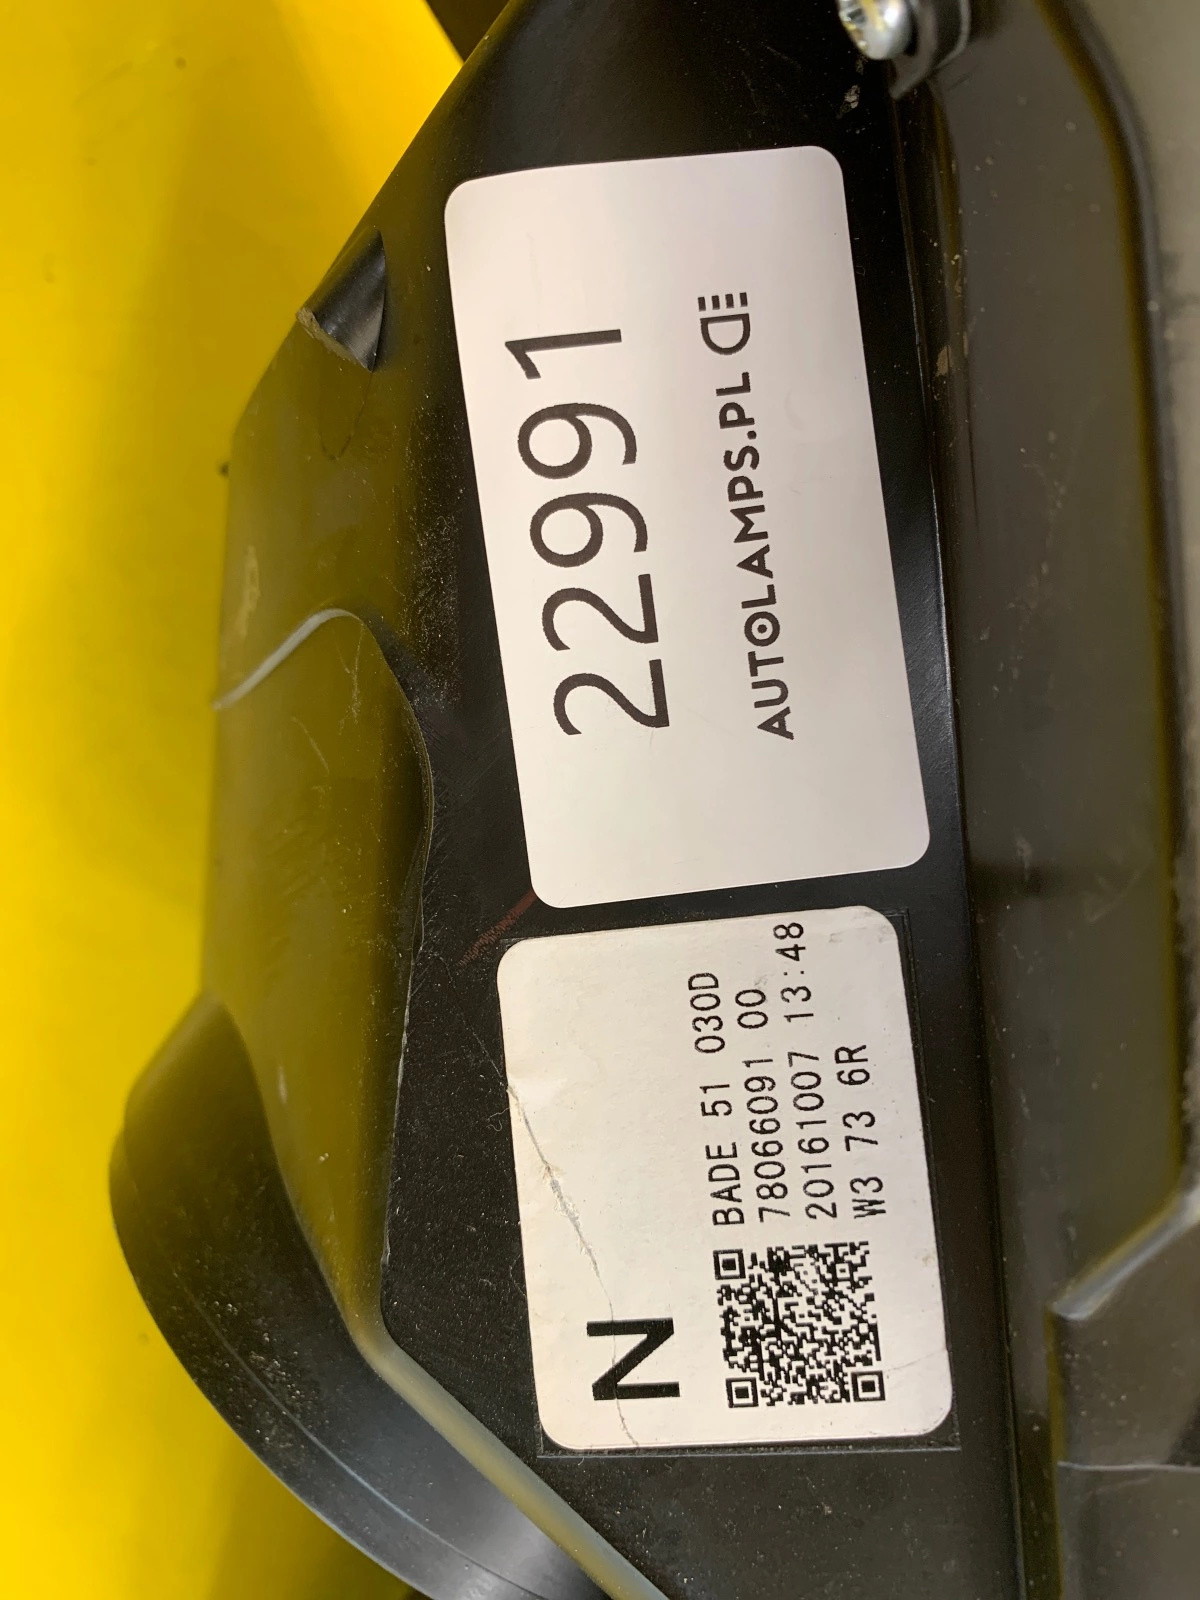 22991
AUTOLAMPS.PL
N
BADE 51 030D
78066091 00
20161007 13:48
W3 73 6R